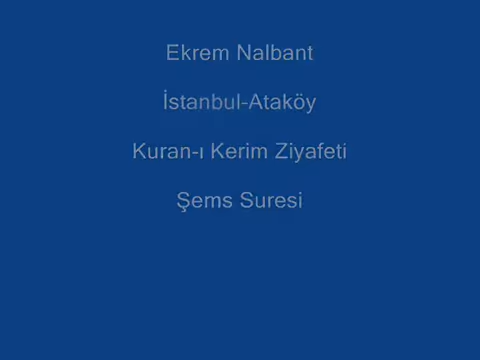 Ekrem Nalbant
İstanbul-Ataköy
Kuran-ı Kerim Ziyafeti
Şems Suresi